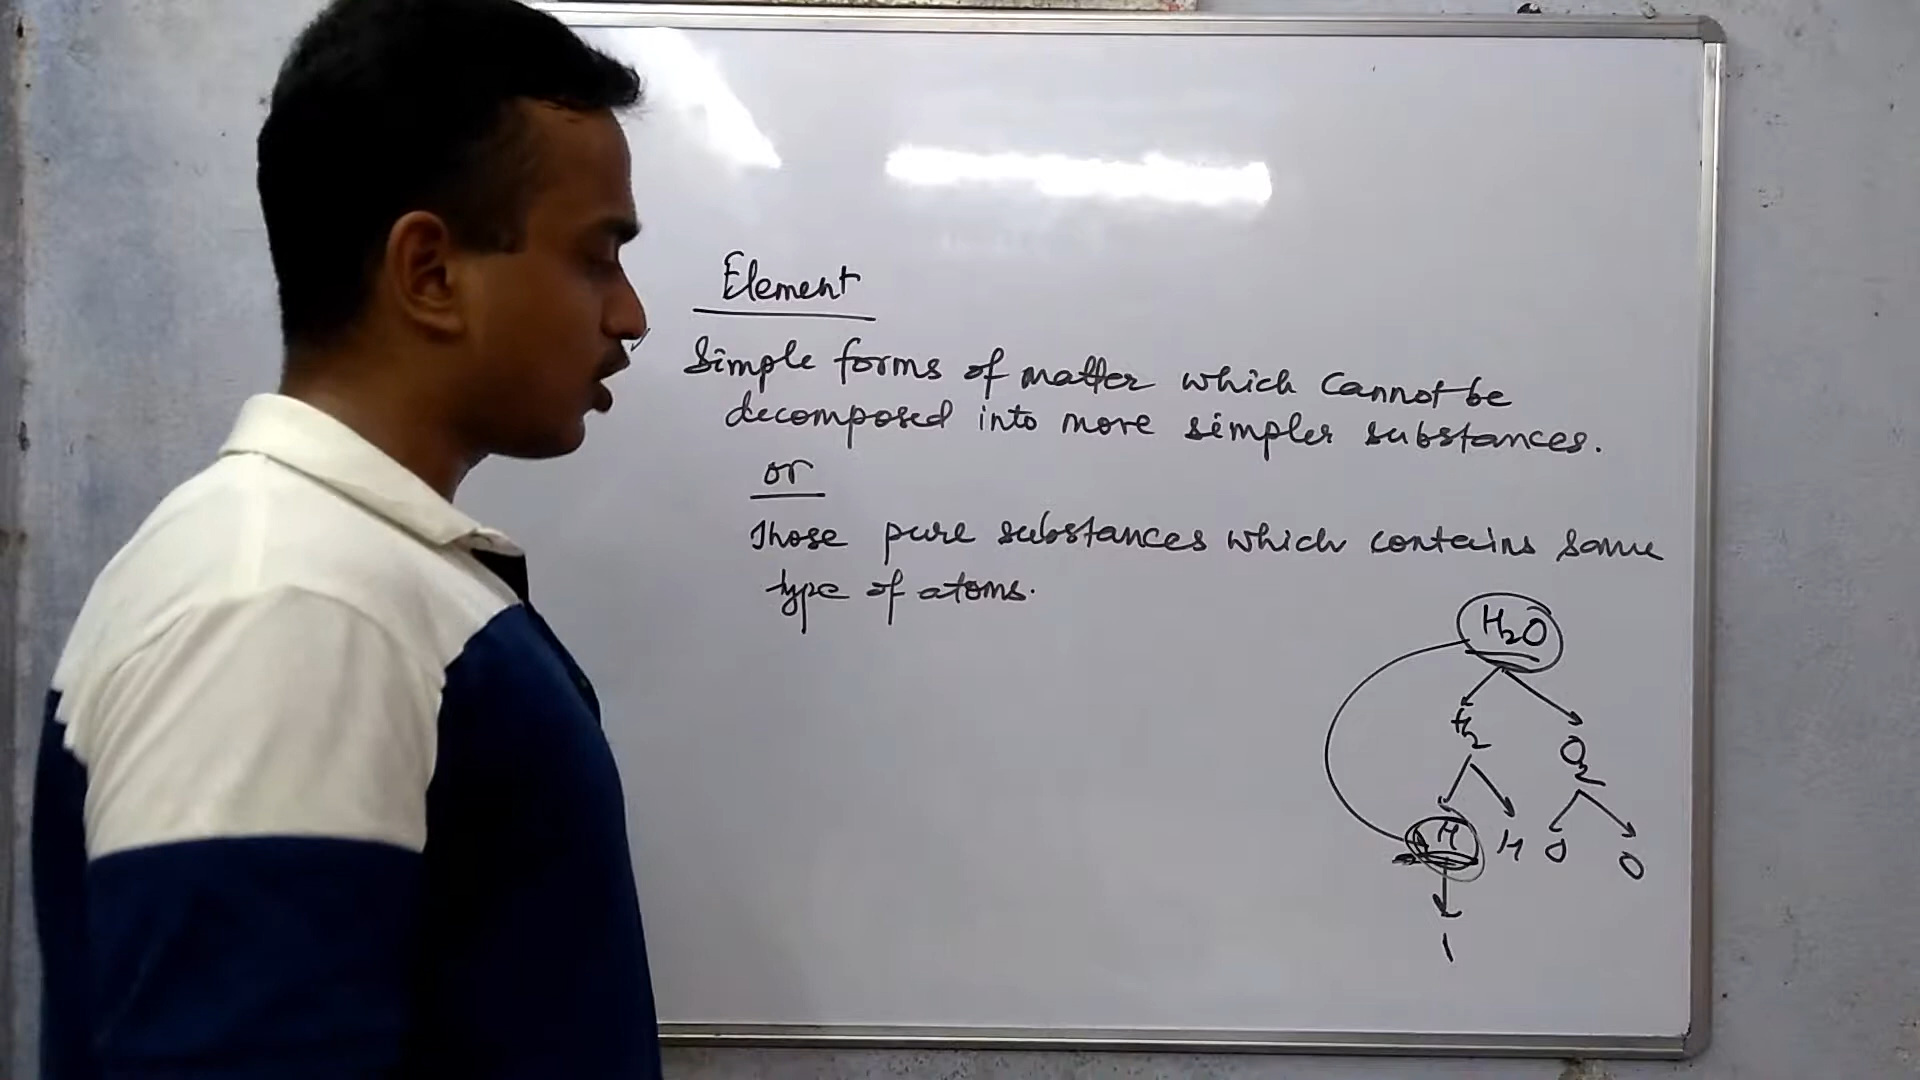 Element
Simple forms of matter which cannot be
decomposed into more simpler substances.
or
Those pure substances which contains same
type of atoms.
H₂O
H₂ O₂
H H O O
1